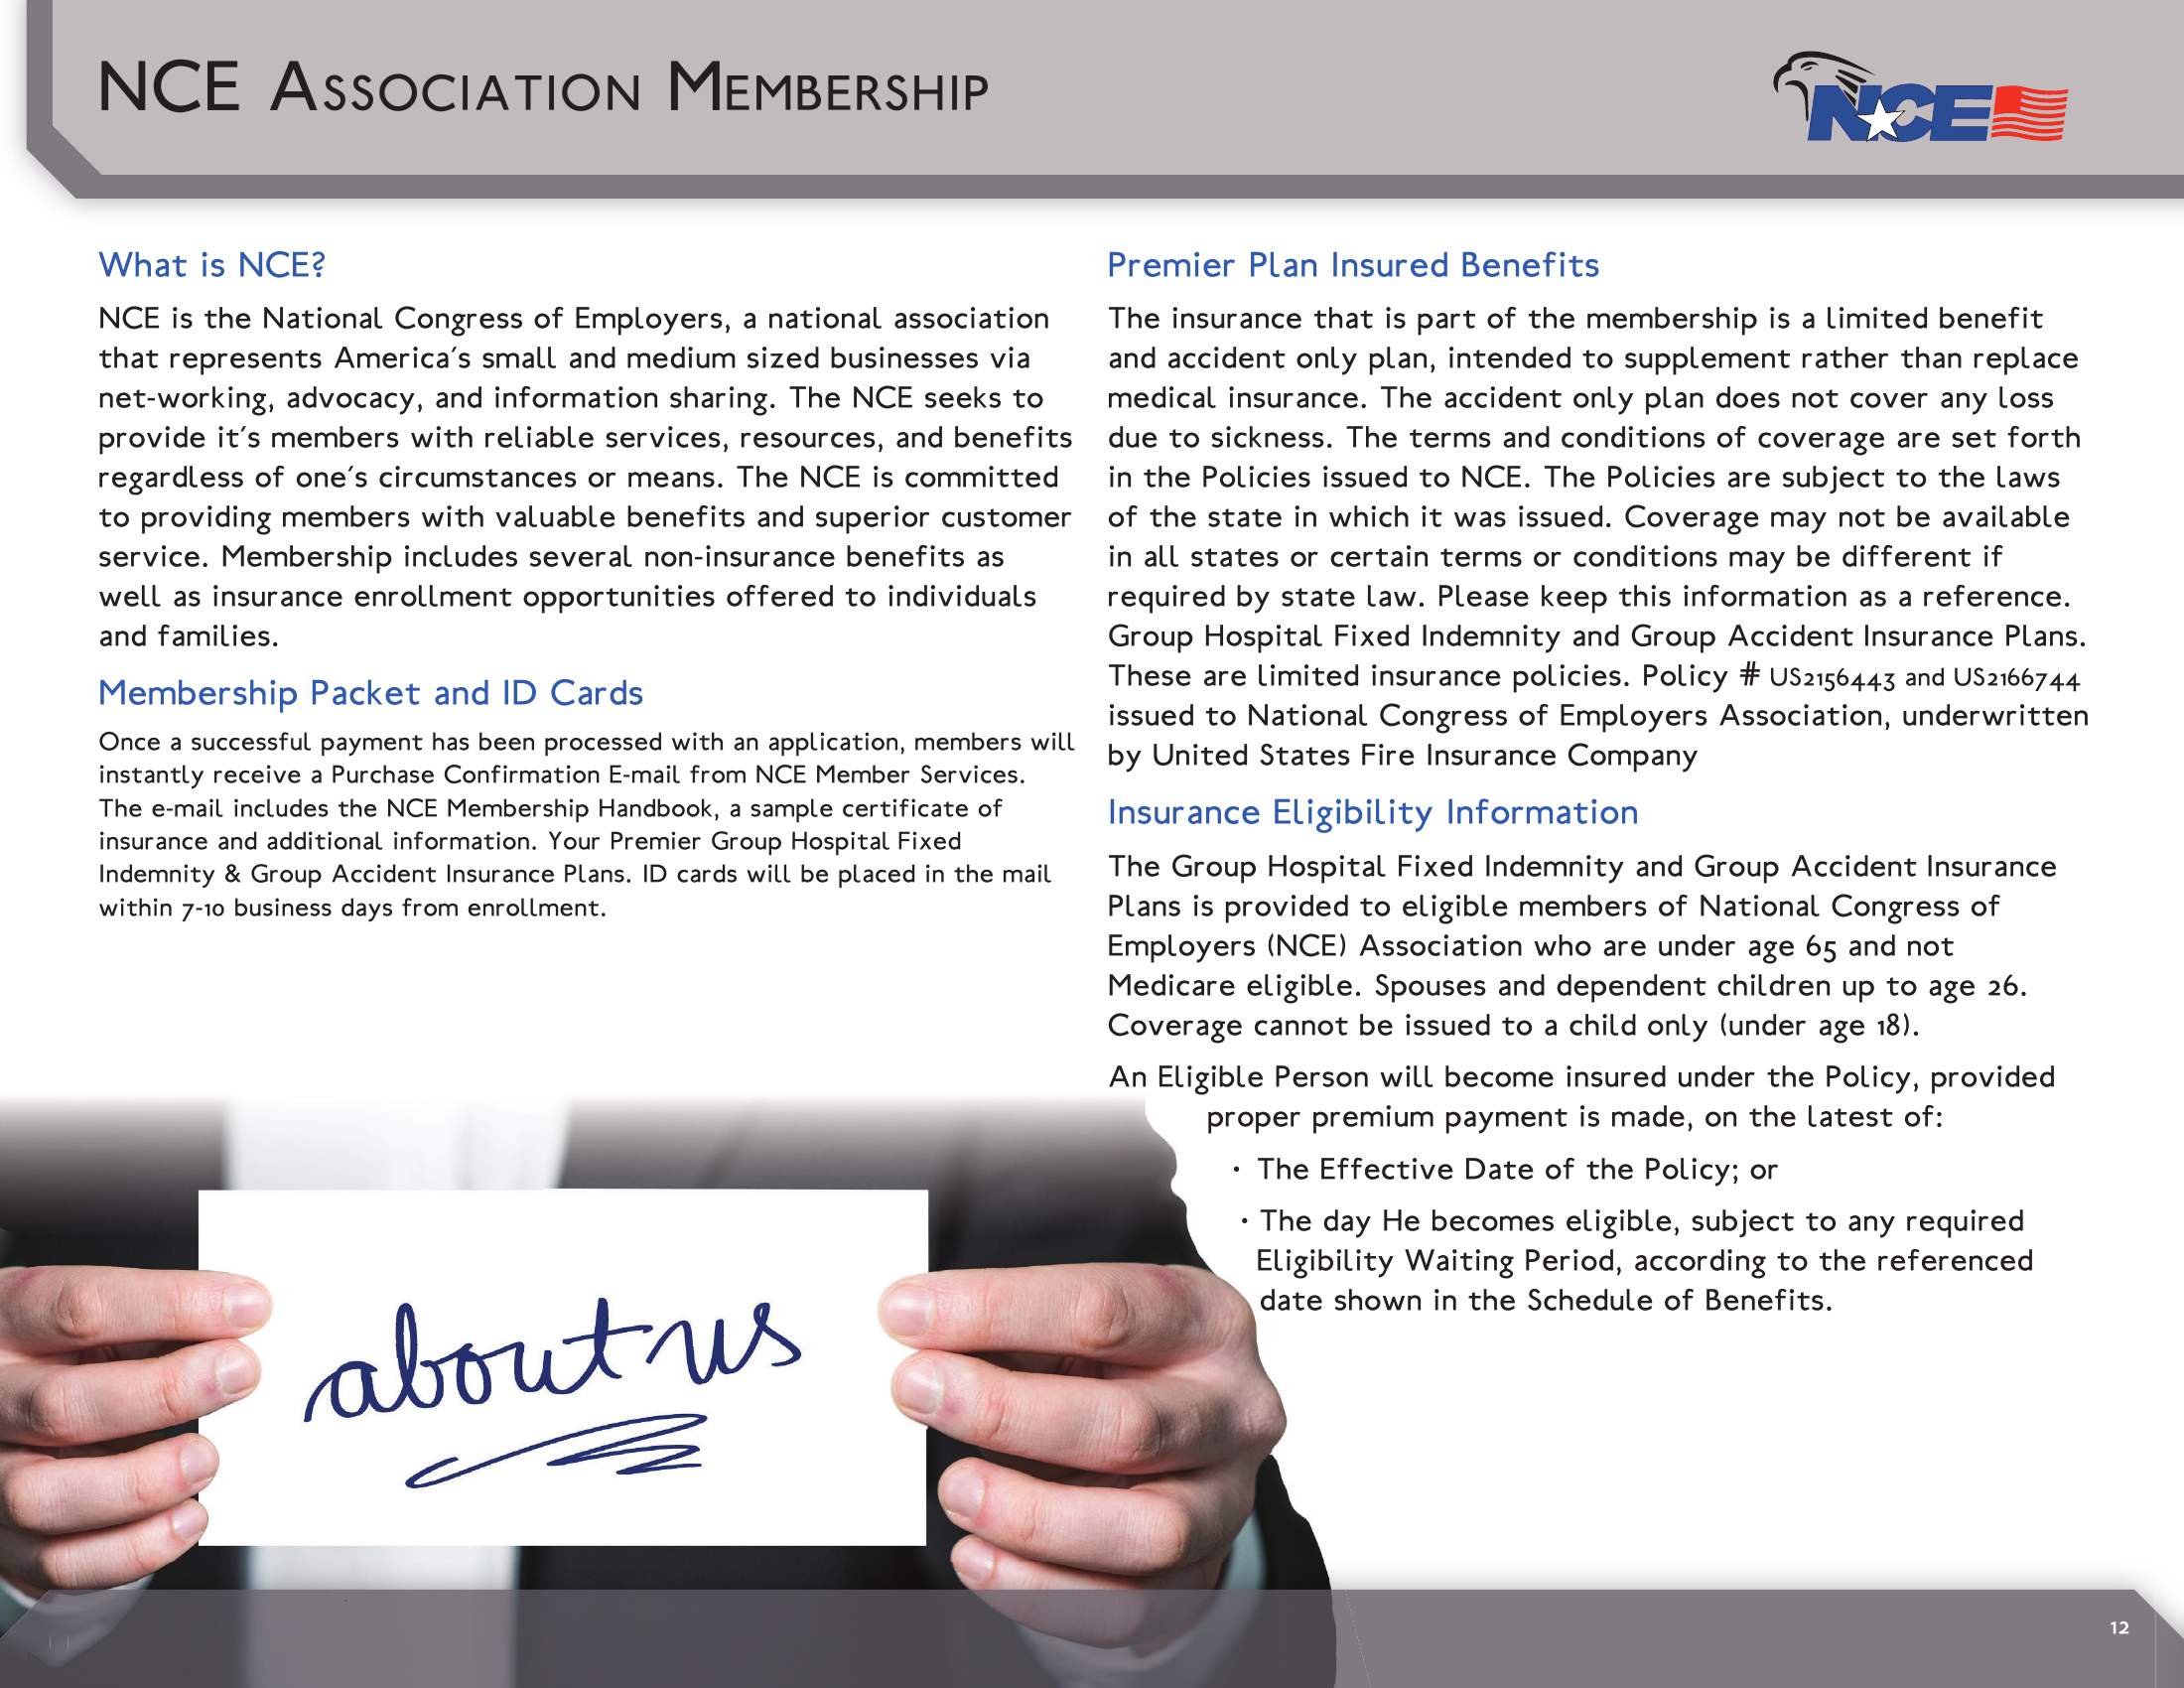 NCE Association Membership
NCE
What is NCE?
NCE is the National Congress of Employers, a national association
that represents America's small and medium sized businesses via
net-working, advocacy, and information sharing. The NCE seeks to
provide it's members with reliable services, resources, and benefits
regardless of one's circumstances or means. The NCE is committed
to providing members with valuable benefits and superior customer
service. Membership includes several non-insurance benefits as
well as insurance enrollment opportunities offered to individuals
and families.
Membership Packet and ID Cards
Once a successful payment has been processed with an application, members will
instantly receive a Purchase Confirmation E-mail from NCE Member Services.
The e-mail includes the NCE Membership Handbook, a sample certificate of
insurance and additional information. Your Premier Group Hospital Fixed
Indemnity & Group Accident Insurance Plans. ID cards will be placed in the mail
within 7-10 business days from enrollment.
about us
Premier Plan Insured Benefits
The insurance that is part of the membership is a limited benefit
and accident only plan, intended to supplement rather than replace
medical insurance. The accident only plan does not cover any loss
due to sickness. The terms and conditions of coverage are set forth
in the Policies issued to NCE. The Policies are subject to the laws
of the state in which it was issued. Coverage may not be available
in all states or certain terms or conditions may be different if
required by state law. Please keep this information as a reference.
Group Hospital Fixed Indemnity and Group Accident Insurance Plans.
These are limited insurance policies. Policy # US2156443 and US2166744
issued to National Congress of Employers Association, underwritten
by United States Fire Insurance Company
Insurance Eligibility Information
The Group Hospital Fixed Indemnity and Group Accident Insurance
Plans is provided to eligible members of National Congress of
Employers (NCE) Association who are under age 65 and not
Medicare eligible. Spouses and dependent children up to age 26.
Coverage cannot be issued to a child only (under age 18).
An Eligible Person will become insured under the Policy, provided
proper premium payment is made, on the latest of:
• The Effective Date of the Policy; or
• The day He becomes eligible, subject to any required
Eligibility Waiting Period, according to the referenced
date shown in the Schedule of Benefits.
12